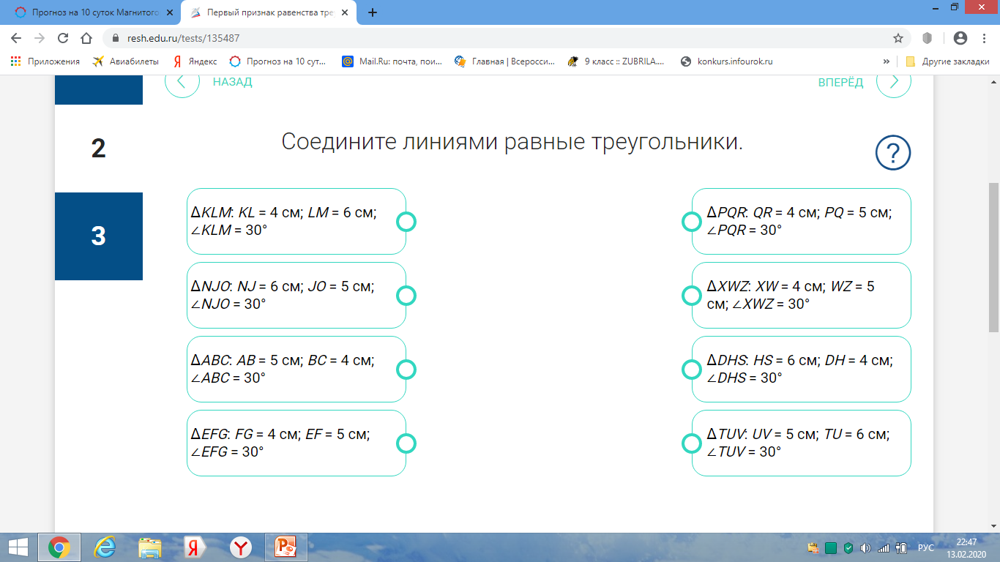 Прогноз на 10 суток Магнитого
Первый признак равенства тре
resh.edu.ru/tests/135487
Приложения
Авиабилеты
Яндекс
Прогноз на 10 сут...
Mail.Ru: почта, пои...
Главная | Всеросси...
9 класс :: ZUBRILA....
konkurs.infourok.ru
»
Другие закладки
НАЗАД
ВПЕРЁД
2
Соедините линиями равные треугольники.
?
3
ΔKLM: KL = 4 см; LM = 6 см;
∠KLM = 30°
ΔPQR: QR = 4 см; PQ = 5 см;
∠PQR = 30°
ΔNJO: NJ = 6 см; JO = 5 см;
∠NJO = 30°
ΔXWZ: XW = 4 см; WZ = 5
см; ∠XWZ = 30°
ΔABC: AB = 5 см; BC = 4 см;
∠ABC = 30°
ΔDHS: HS = 6 см; DH = 4 см;
∠DHS = 30°
ΔEFG: FG = 4 см; EF = 5 см;
∠EFG = 30°
ΔTUV: UV = 5 см; TU = 6 см;
∠TUV = 30°
РУС
22:47
13.02.2020